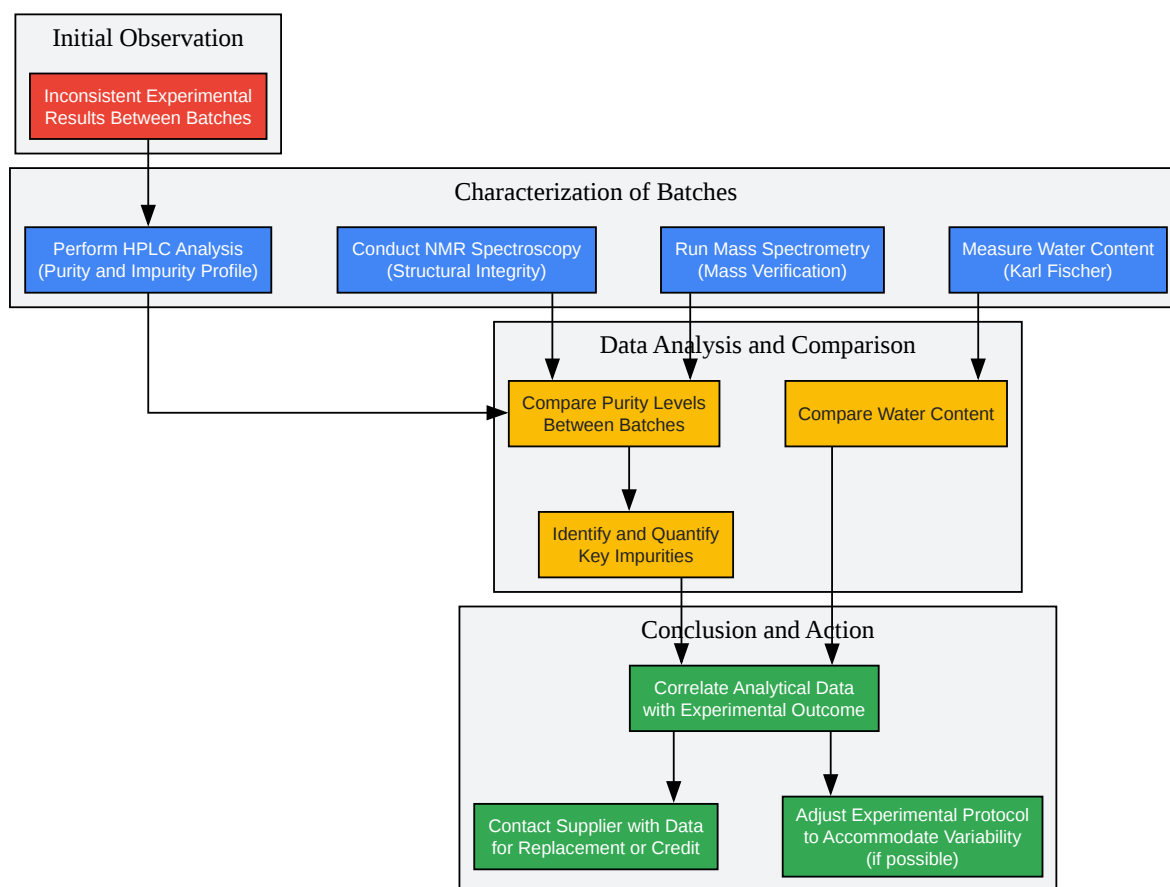 Initial Observation
Inconsistent Experimental
Results Between Batches
Characterization of Batches
Perform HPLC Analysis
(Purity and Impurity Profile)
Conduct NMR Spectroscopy
(Structural Integrity)
Run Mass Spectrometry
(Mass Verification)
Measure Water Content
(Karl Fischer)
Data Analysis and Comparison
Compare Purity Levels
Between Batches
Compare Water Content
Identify and Quantify
Key Impurities
Conclusion and Action
Correlate Analytical Data
with Experimental Outcome
Contact Supplier with Data
for Replacement or Credit
Adjust Experimental Protocol
to Accommodate Variability
(if possible)